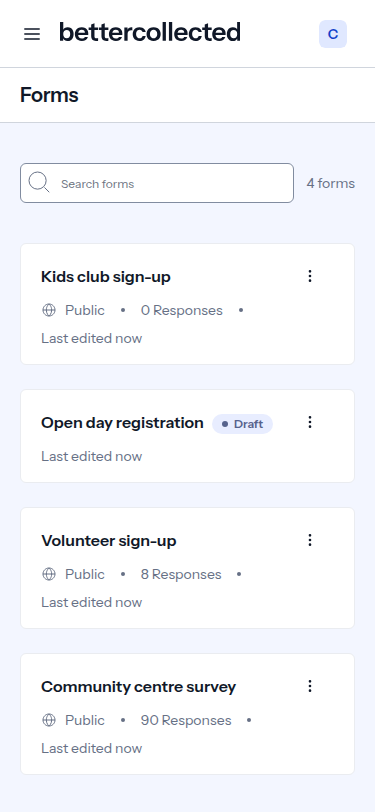 bettercollected
C
Forms
Search forms
4 forms
Kids club sign-up
Public • 0 Responses •
Last edited now
Open day registration • Draft
Last edited now
Volunteer sign-up
Public • 8 Responses •
Last edited now
Community centre survey
Public • 90 Responses •
Last edited now